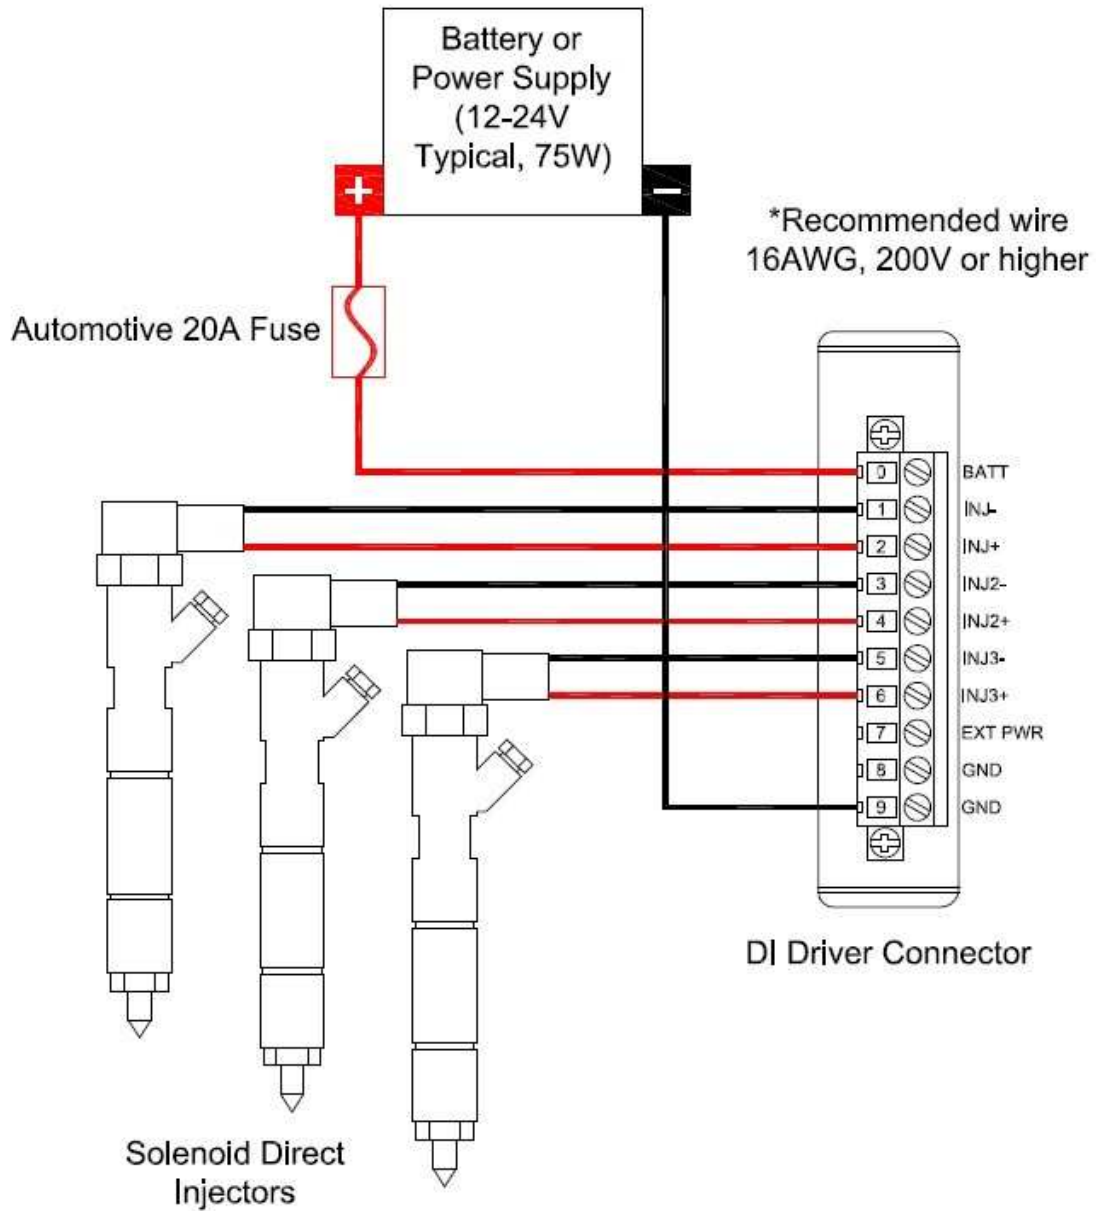 Battery or
Power Supply
(12-24V
Typical, 75W)
+
-
*Recommended wire
16AWG, 200V or higher
Automotive 20A Fuse
0 BATT
1 INJ-
2 INJ+
3 INJ2-
4 INJ2+
5 INJ3-
6 INJ3+
7 EXT PWR
8 GND
9 GND
DI Driver Connector
Solenoid Direct
Injectors